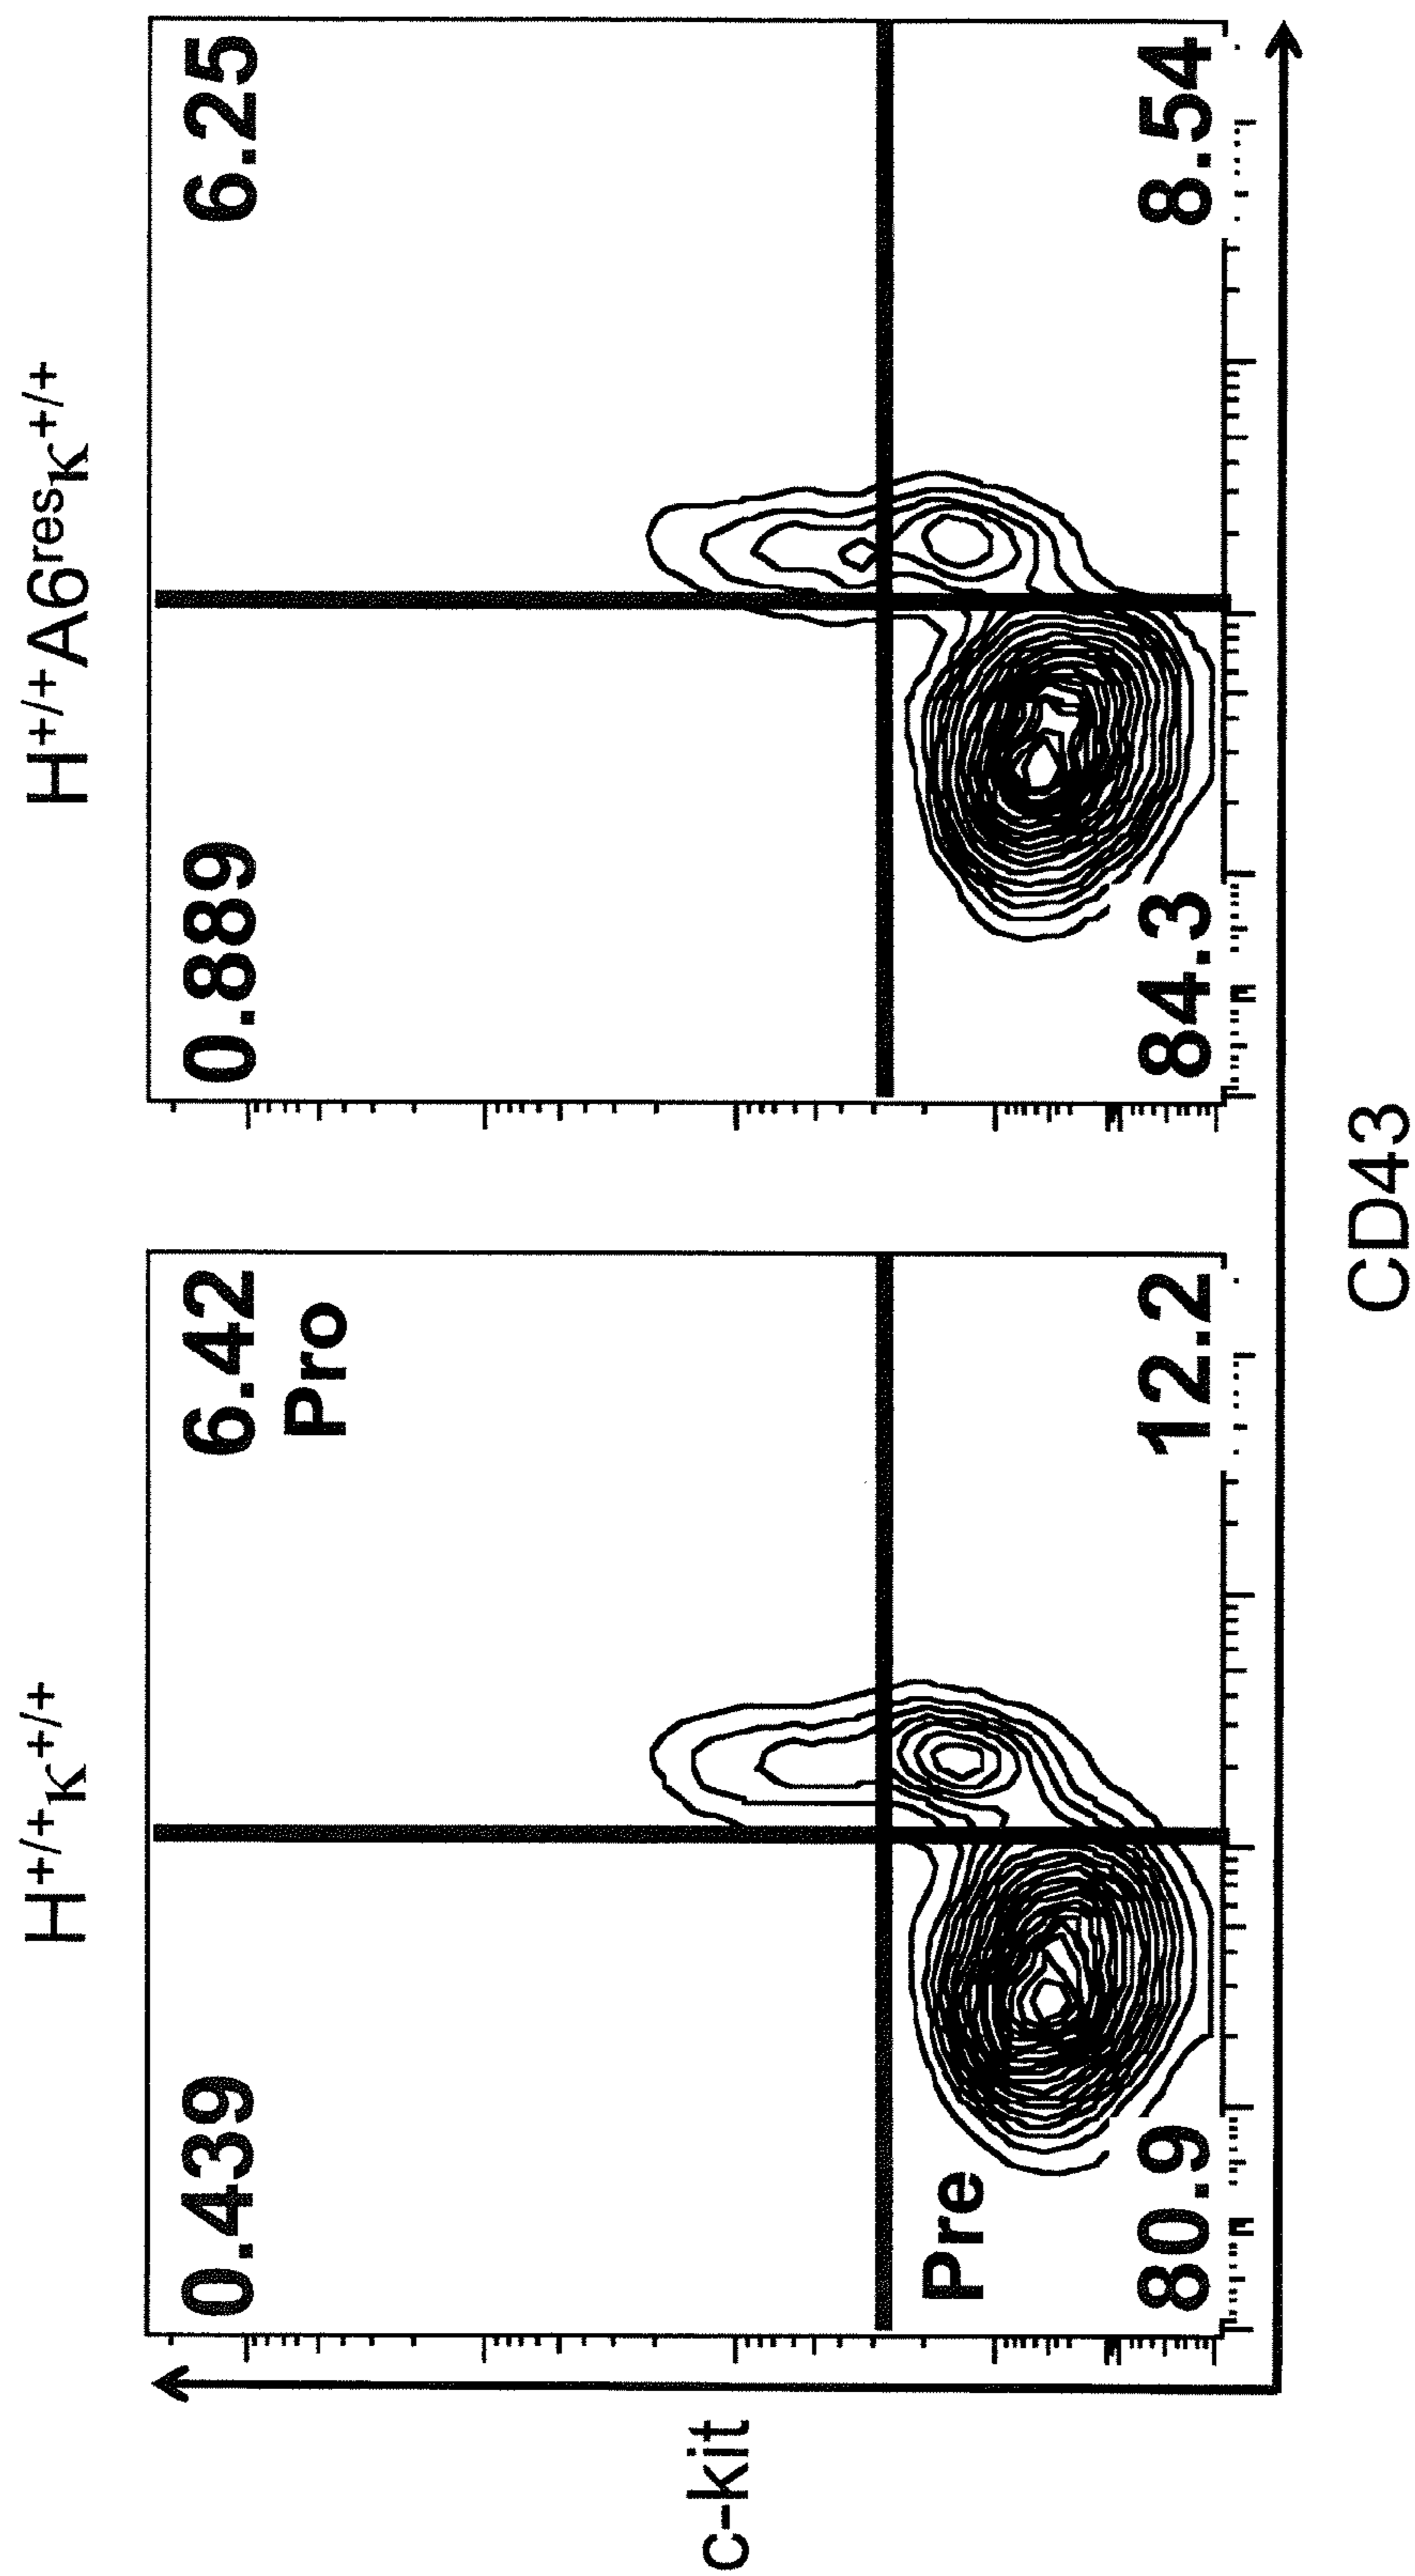 H+/+κ+/+
H+/+A6resκ+/+
0.439
6.42
Pro
0.889
6.25
c-kit
Pre
80.9
12.2
84.3
8.54
CD43